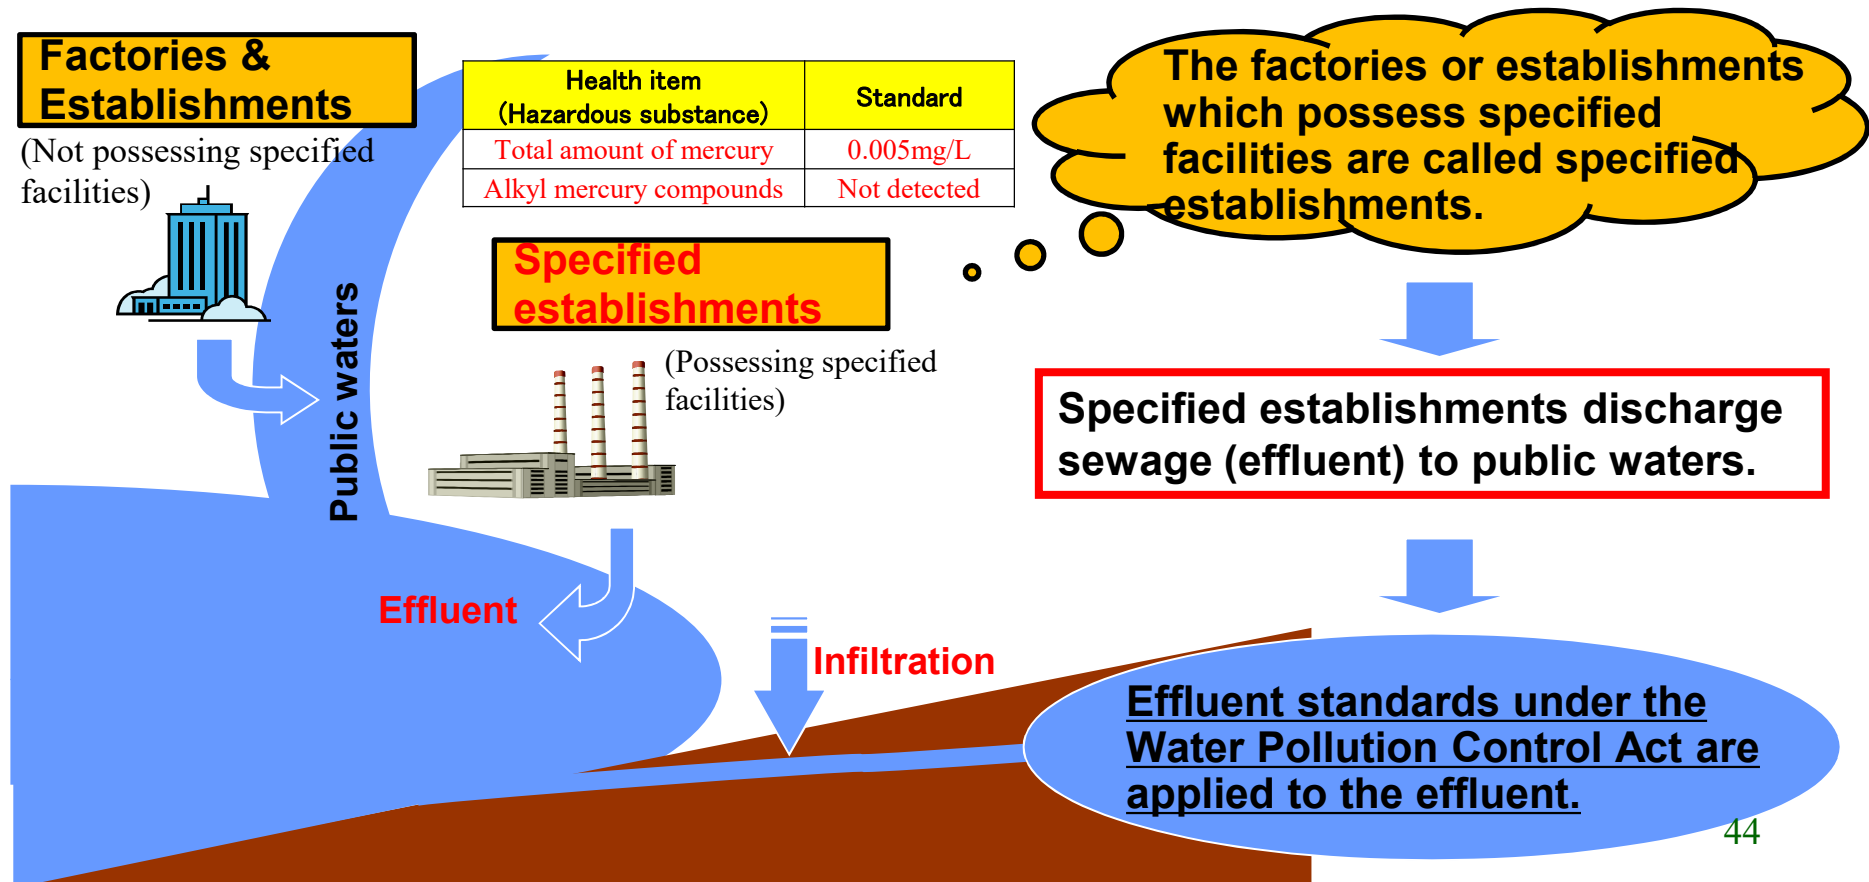 Factories &
Establishments
(Not possessing specified
facilities)
Health item
(Hazardous substance)
Standard
Total amount of mercury
0.005mg/L
Alkyl mercury compounds
Not detected
The factories or establishments
which possess specified
facilities are called specified
establishments.
Specified
establishments
(Possessing specified
facilities)
Public waters
Specified establishments discharge
sewage (effluent) to public waters.
Effluent
Infiltration
Effluent standards under the
Water Pollution Control Act are
applied to the effluent.
44